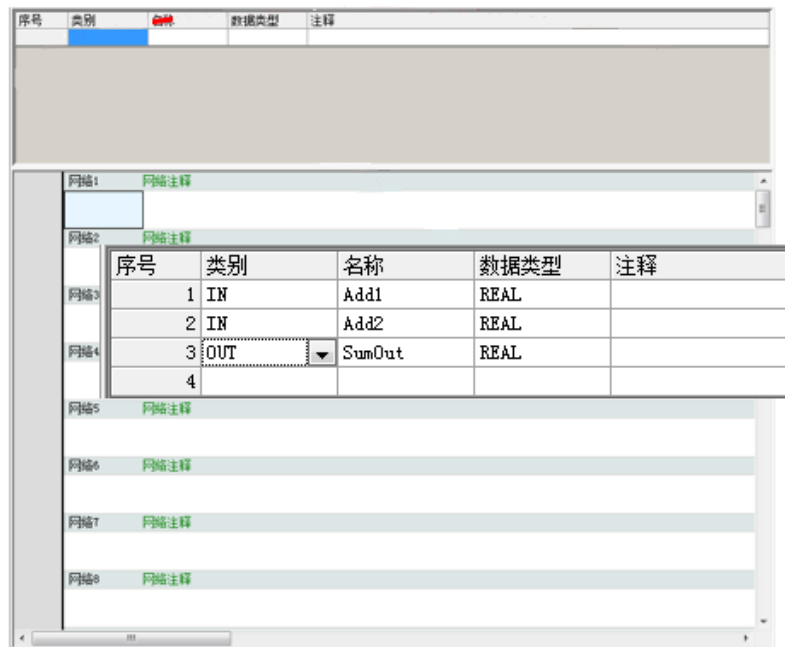 序号 类别 数据类型 注释
网络1 网络注释
网络2 网络注释
序号 类别 名称 数据类型 注释
1 IN Add1 REAL
网络3
2 IN Add2 REAL
网络4
3 OUT SumOut REAL
4
网络5 网络注释
网络6 网络注释
网络7 网络注释
网络8 网络注释